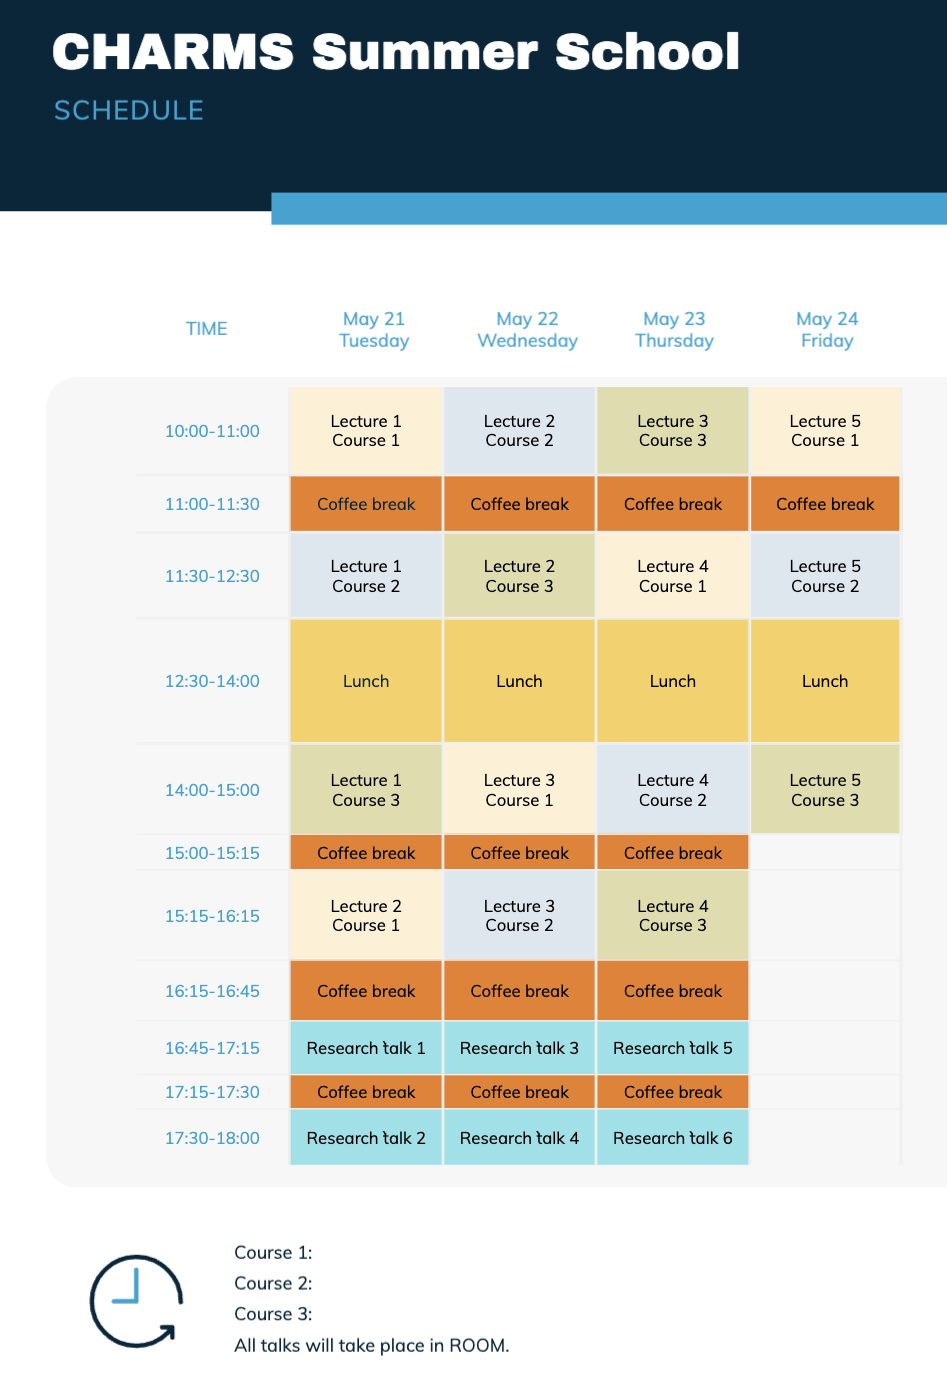 CHARMS Summer School
SCHEDULE
TIME
May 21
Tuesday
May 22
Wednesday
May 23
Thursday
May 24
Friday
10:00-11:00
Lecture 1
Course 1
Lecture 2
Course 2
Lecture 3
Course 3
Lecture 5
Course 1
11:00-11:30
Coffee break
Coffee break
Coffee break
Coffee break
11:30-12:30
Lecture 1
Course 2
Lecture 2
Course 3
Lecture 4
Course 1
Lecture 5
Course 2
12:30-14:00
Lunch
Lunch
Lunch
Lunch
14:00-15:00
Lecture 1
Course 3
Lecture 3
Course 1
Lecture 4
Course 2
Lecture 5
Course 3
15:00-15:15
Coffee break
Coffee break
Coffee break
15:15-16:15
Lecture 2
Course 1
Lecture 3
Course 2
Lecture 4
Course 3
16:15-16:45
Coffee break
Coffee break
Coffee break
16:45-17:15
Research talk 1
Research talk 3
Research talk 5
17:15-17:30
Coffee break
Coffee break
Coffee break
17:30-18:00
Research talk 2
Research talk 4
Research talk 6
Course 1:
Course 2:
Course 3:
All talks will take place in ROOM.